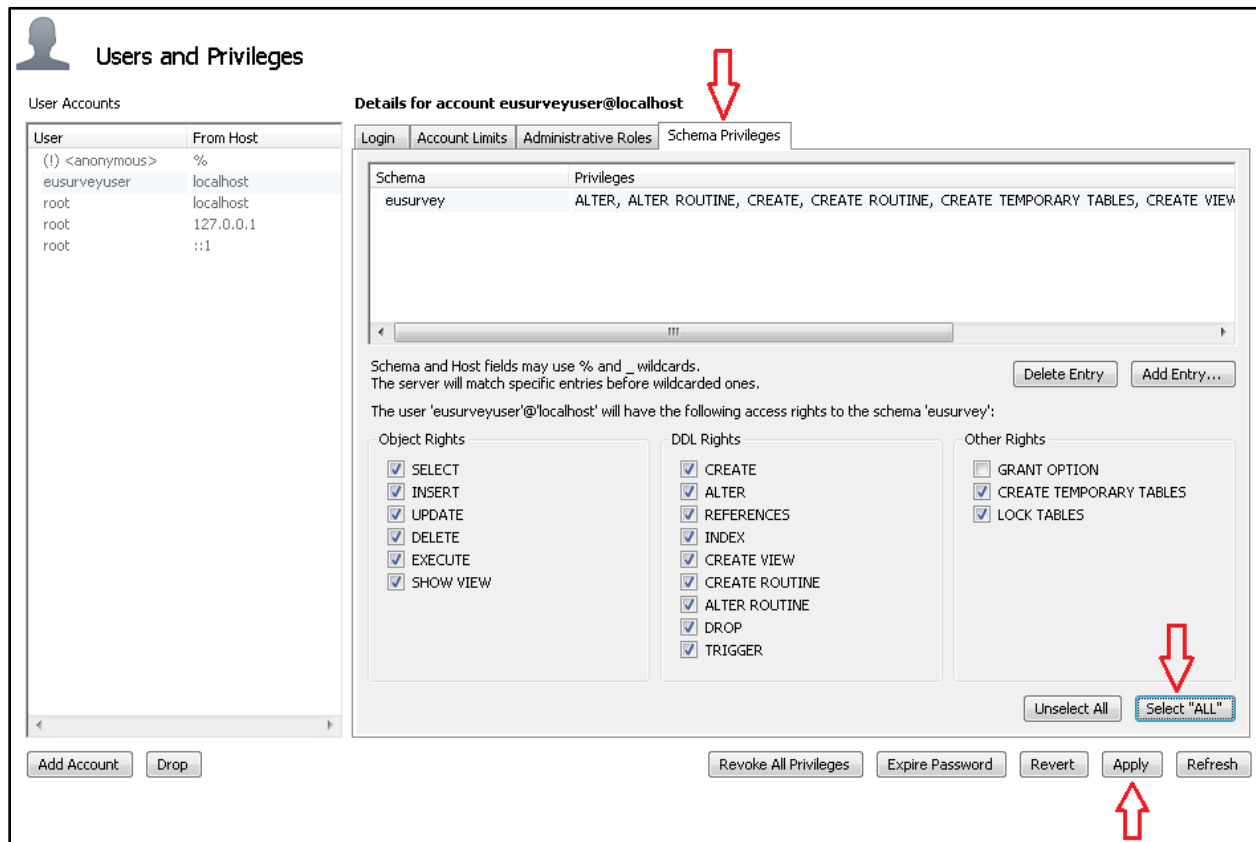 Users and Privileges
User Accounts
Details for account eusurveyuser@localhost
User From Host
(!) <anonymous> %
eusurveyuser localhost
root localhost
root 127.0.0.1
root ::1
Login Account Limits Administrative Roles Schema Privileges
Schema Privileges
eusurvey ALTER, ALTER ROUTINE, CREATE, CREATE ROUTINE, CREATE TEMPORARY TABLES, CREATE VIEW
Schema and Host fields may use % and _ wildcards.
The server will match specific entries before wildcarded ones.
Delete Entry Add Entry...
The user 'eusurveyuser'@'localhost' will have the following access rights to the schema 'eusurvey':
Object Rights
SELECT
INSERT
UPDATE
DELETE
EXECUTE
SHOW VIEW
DDL Rights
CREATE
ALTER
REFERENCES
INDEX
CREATE VIEW
CREATE ROUTINE
ALTER ROUTINE
DROP
TRIGGER
Other Rights
GRANT OPTION
CREATE TEMPORARY TABLES
LOCK TABLES
Unselect All Select "ALL"
Add Account Drop Revoke All Privileges Expire Password Revert Apply Refresh